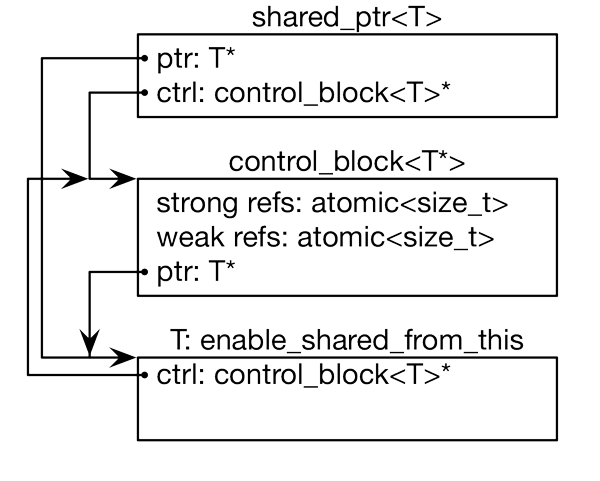 shared_ptr<T>
ptr: T*
ctrl: control_block<T>*
control_block<T*>
strong refs: atomic<size_t>
weak refs: atomic<size_t>
ptr: T*
T: enable_shared_from_this
ctrl: control_block<T>*